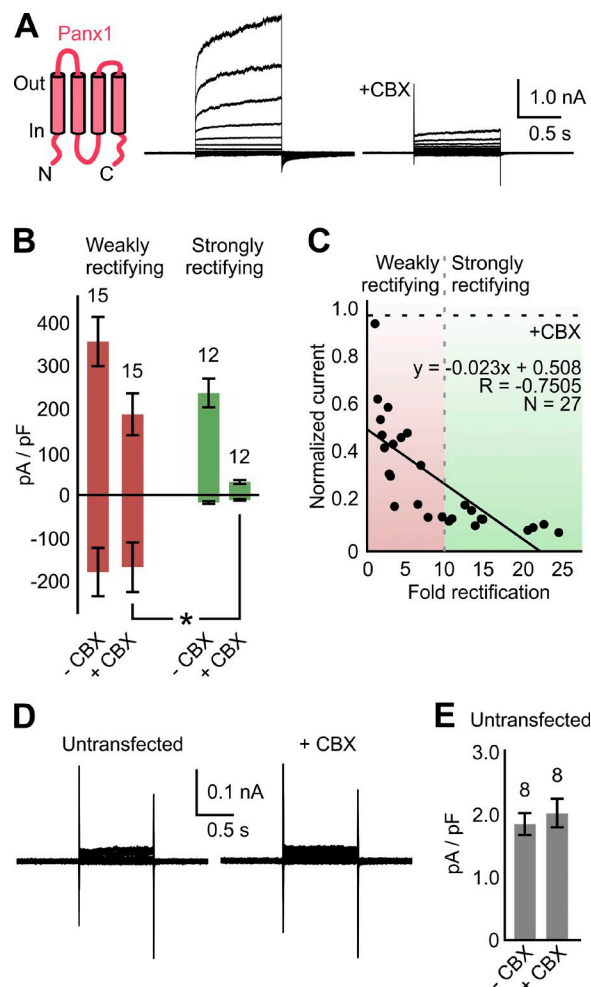 A
Panx1
Out
In
N
C
+CBX
1.0 nA
0.5 s
B
Weakly rectifying
Strongly rectifying
15
15
12
12
pA / pF
400
300
200
100
0
-100
-200
*
- CBX
+ CBX
- CBX
+ CBX
C
Weakly rectifying
Strongly rectifying
+CBX
y = -0.023x + 0.508
R = -0.7505
N = 27
Normalized current
1.0
0.8
0.6
0.4
0.2
0
0 5 10 15 20 25
Fold rectification
D
Untransfected
+ CBX
0.1 nA
0.5 s
E
Untransfected
8
8
pA / pF
3.0
2.0
1.0
0
- CBX
+ CBX